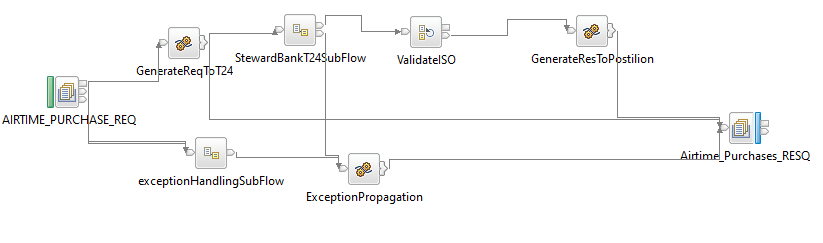 StewardBankT24SubFlow
ValidateISO
GenerateResToPostilion
GenerateReqToT24
AIRTIME_PURCHASE_REQ
Airtime_Purchases_RESQ
exceptionHandlingSubFlow
ExceptionPropagation